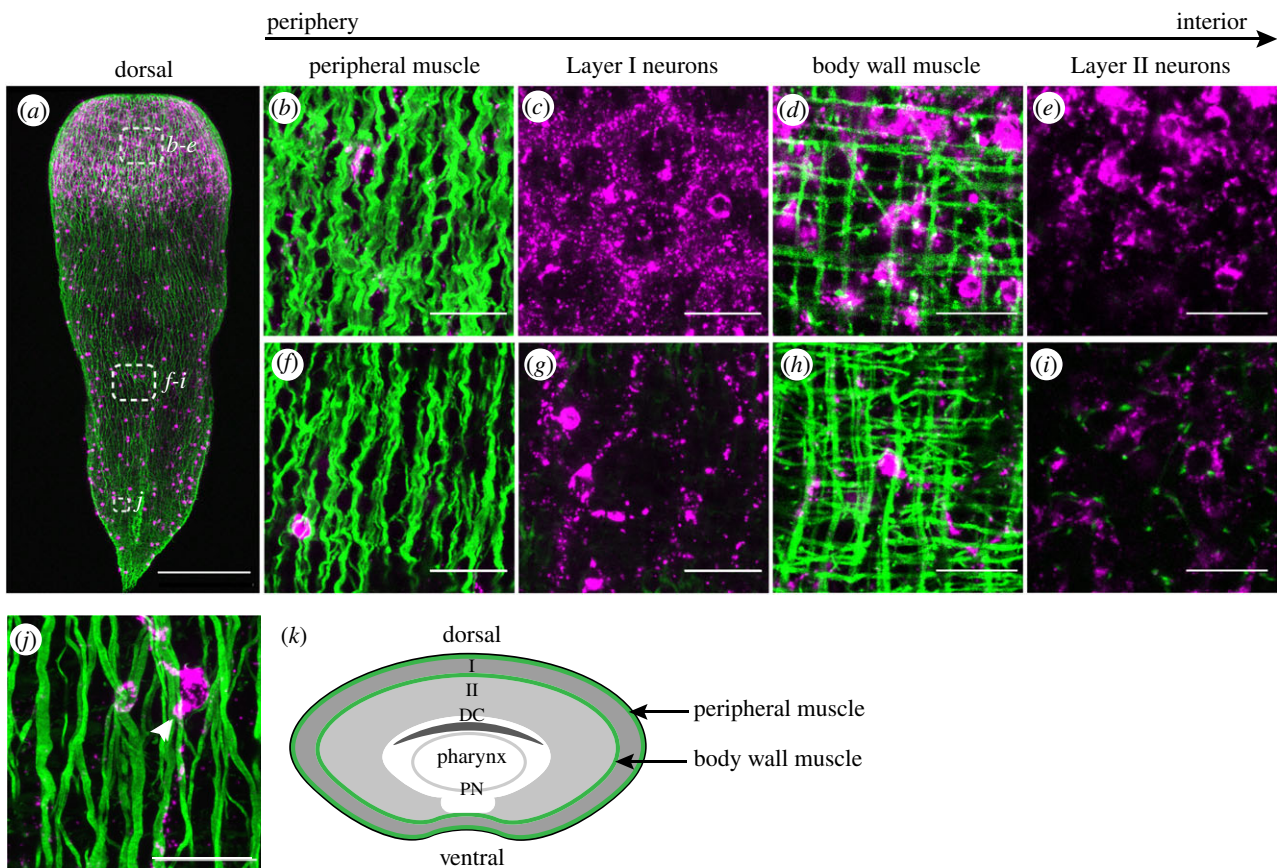 periphery interior
dorsal peripheral muscle Layer I neurons body wall muscle Layer II neurons
(a) (b) (c) (d) (e)
b-e
(f) (g) (h) (i)
f-i
j
(j) (k) dorsal
I
II
DC
peripheral muscle
pharynx body wall muscle
PN
ventral